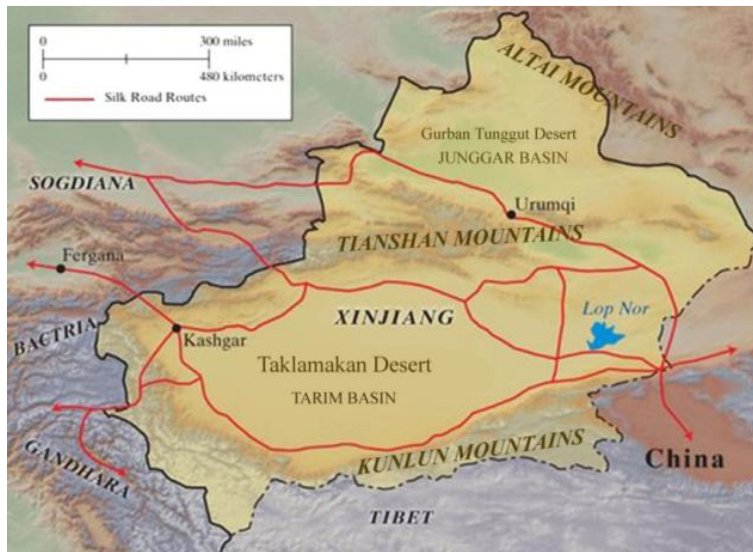 0 300 miles
0 480 kilometers
Silk Road Routes
ALTAI MOUNTAINS
Gurban Tunggut Desert
JUNGGAR BASIN
SOGDIANA
Urumqi
TIANSHAN MOUNTAINS
Fergana
XINJIANG
Lop Nor
BACTRIA
Kashgar
Taklamakan Desert
TARIM BASIN
GANDHARA
KUNLUN MOUNTAINS
China
TIBET